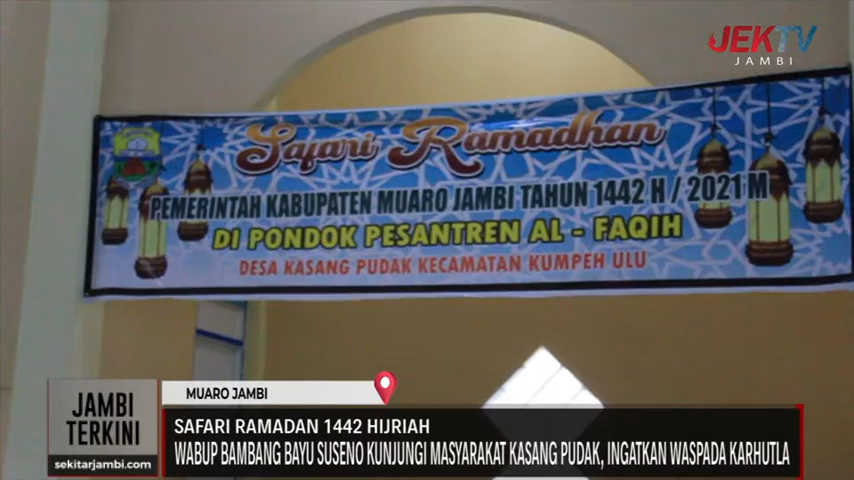 JEKTV
JAMBI
Safari Ramadhan
PEMERINTAH KABUPATEN MUARO JAMBI TAHUN 1442 H / 2021 M
DI PONDOK PESANTREN AL - FAQIH
DESA KASANG PUDAK KECAMATAN KUMPEH ULU
JAMBI
TERKINI
sekitarjambi.com
MUARO JAMBI
SAFARI RAMADAN 1442 HIJRIAH
WABUP BAMBANG BAYU SUSENO KUNJUNGI MASYARAKAT KASANG PUDAK, INGATKAN WASPADA KARHUTLA